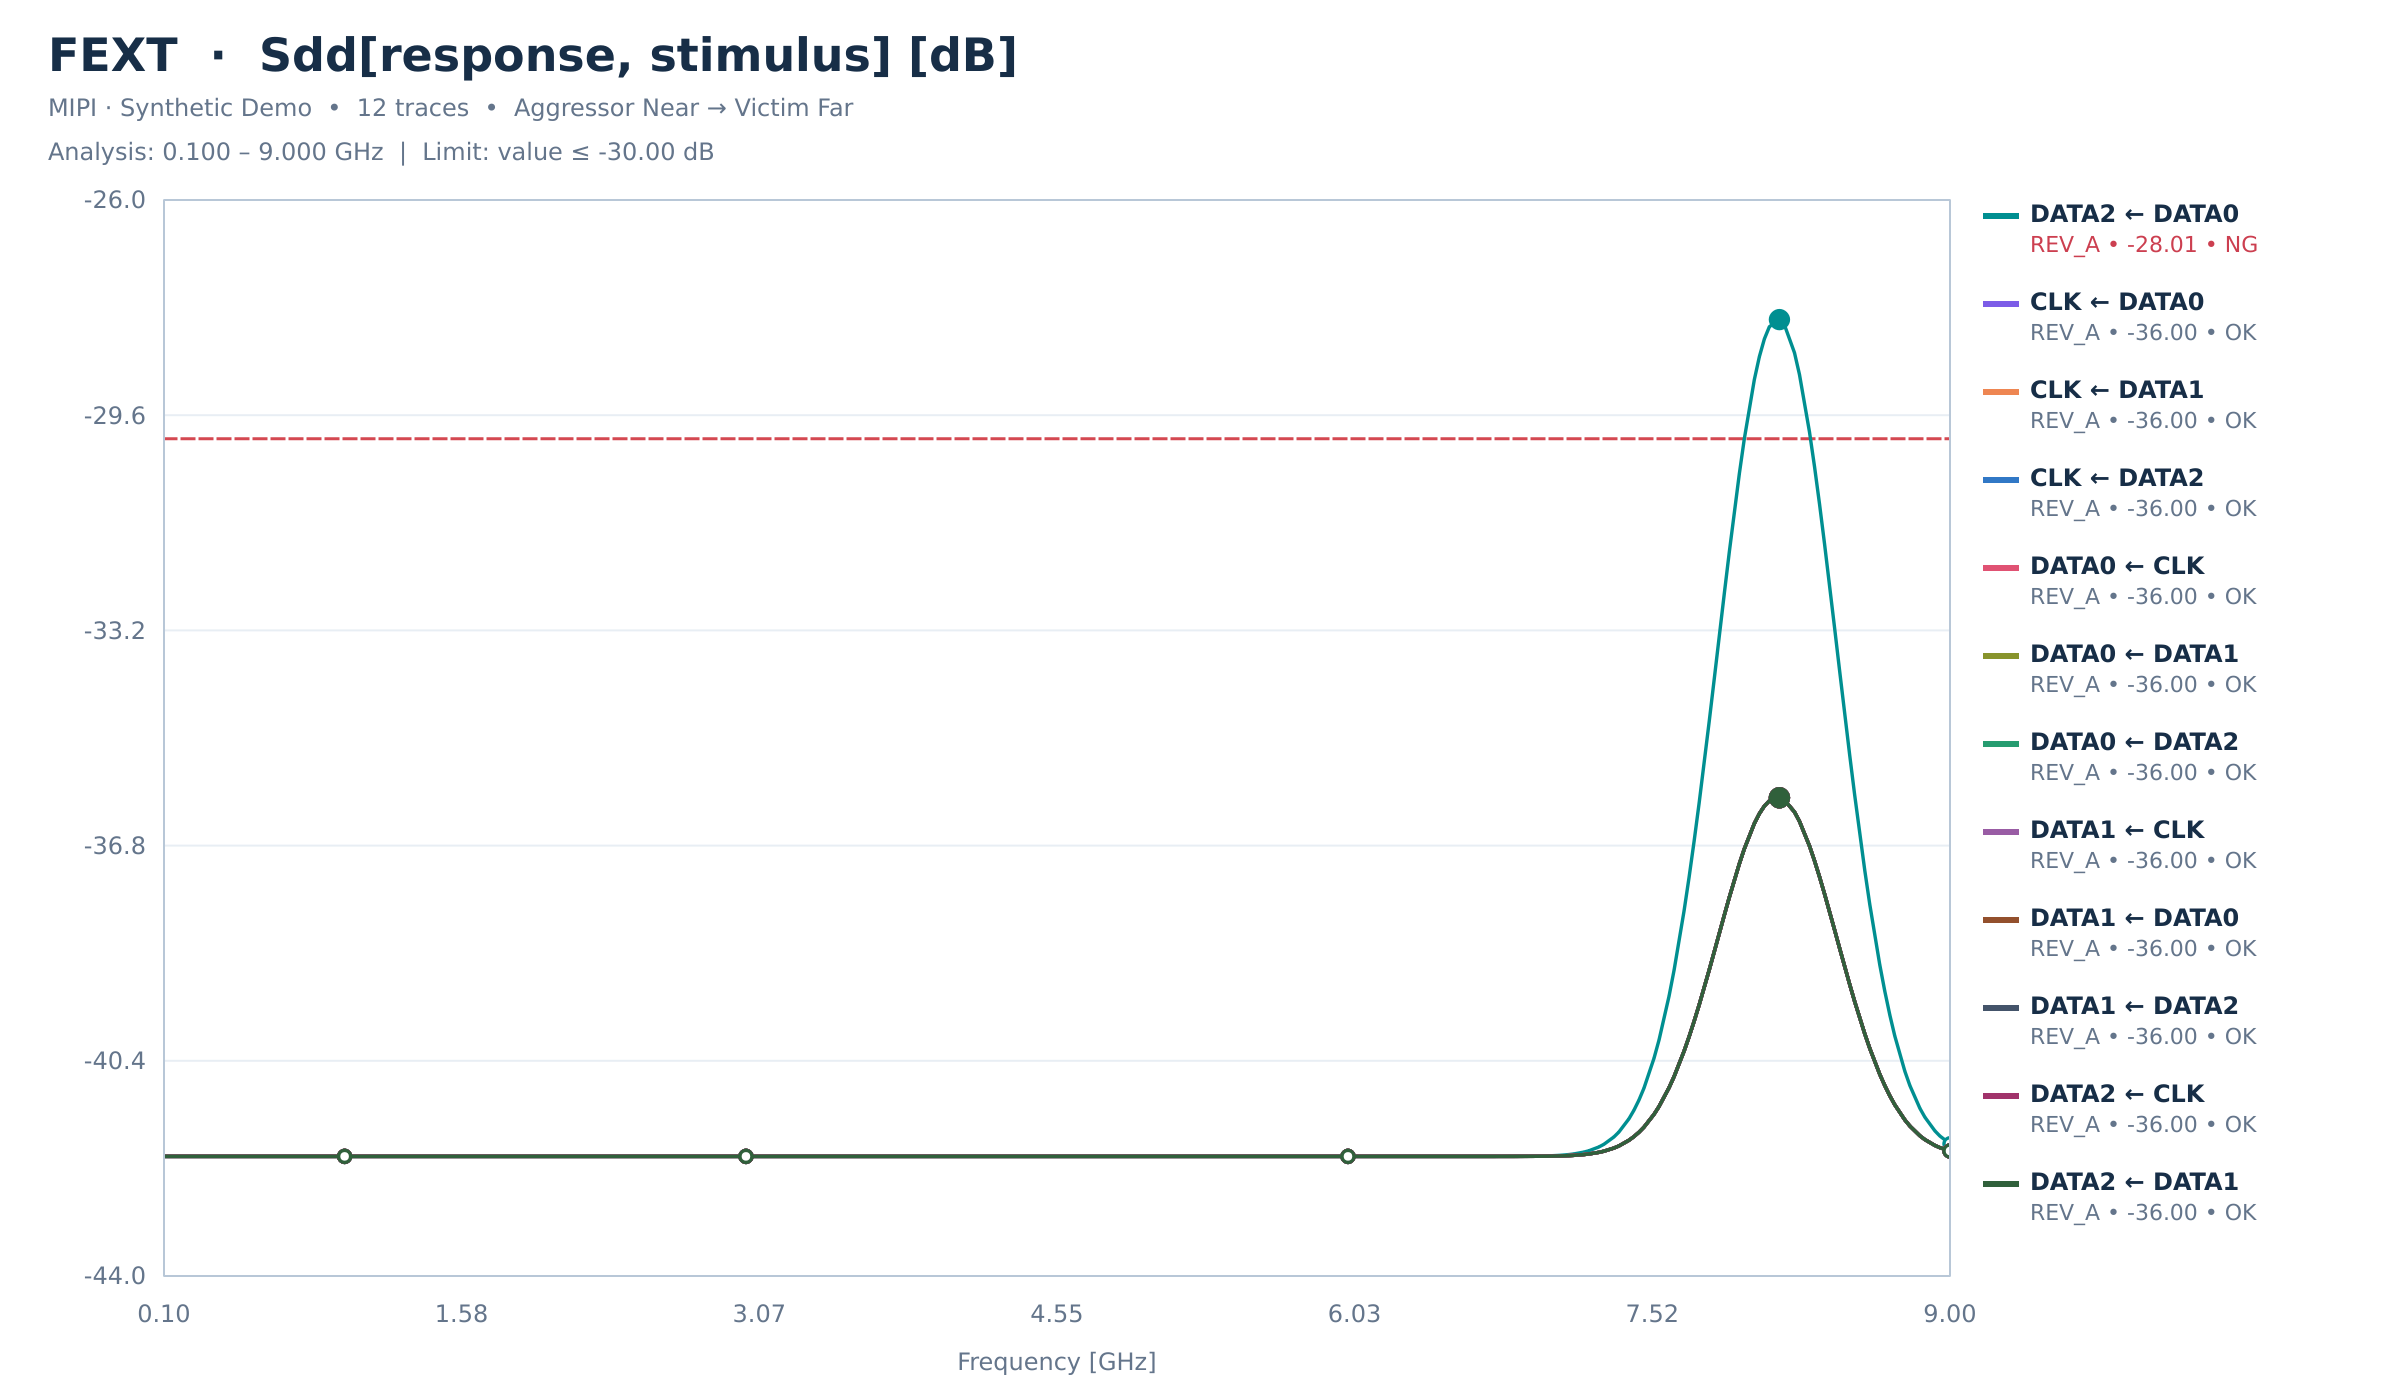 FEXT · Sdd[response, stimulus] [dB]
MIPI · Synthetic Demo • 12 traces • Aggressor Near → Victim Far
Analysis: 0.100 – 9.000 GHz | Limit: value ≤ -30.00 dB
-26.0
-29.6
-33.2
-36.8
-40.4
-44.0
0.10
1.58
3.07
4.55
6.03
7.52
9.00
Frequency [GHz]
DATA2 ← DATA0
REV_A • -28.01 • NG
CLK ← DATA0
REV_A • -36.00 • OK
CLK ← DATA1
REV_A • -36.00 • OK
CLK ← DATA2
REV_A • -36.00 • OK
DATA0 ← CLK
REV_A • -36.00 • OK
DATA0 ← DATA1
REV_A • -36.00 • OK
DATA0 ← DATA2
REV_A • -36.00 • OK
DATA1 ← CLK
REV_A • -36.00 • OK
DATA1 ← DATA0
REV_A • -36.00 • OK
DATA1 ← DATA2
REV_A • -36.00 • OK
DATA2 ← CLK
REV_A • -36.00 • OK
DATA2 ← DATA1
REV_A • -36.00 • OK